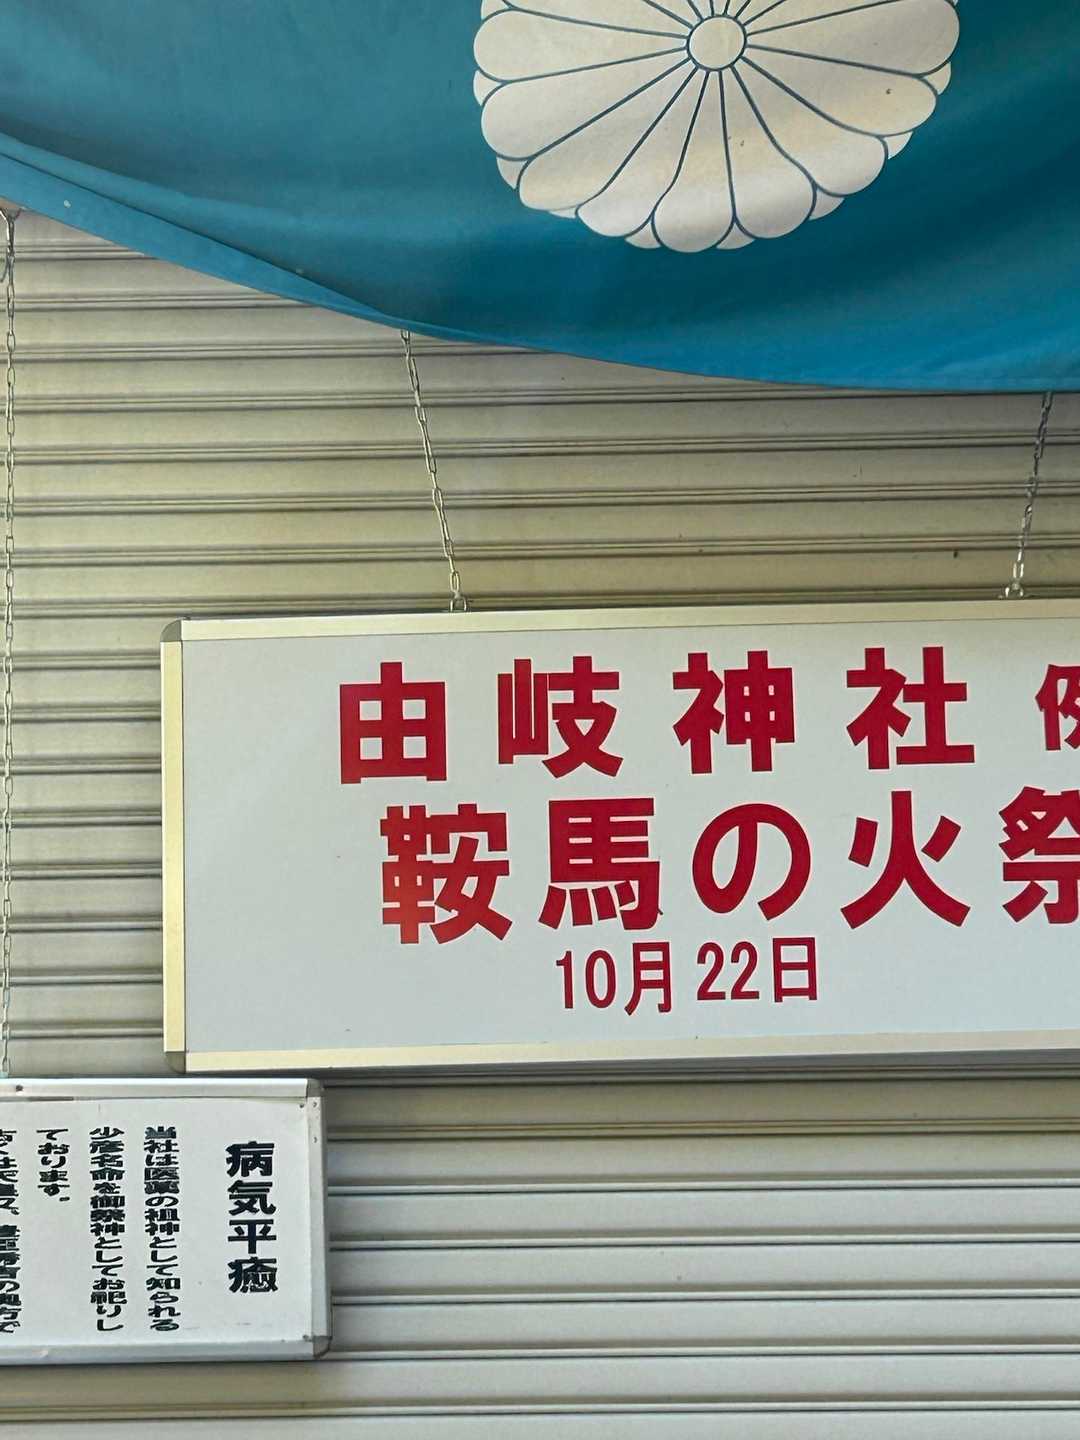 由岐神社 例
鞍馬の火祭
10月22日
病気平癒
当社は医薬の祖神として知られる
少彦名命を御祭神としてお祀りし
ております。